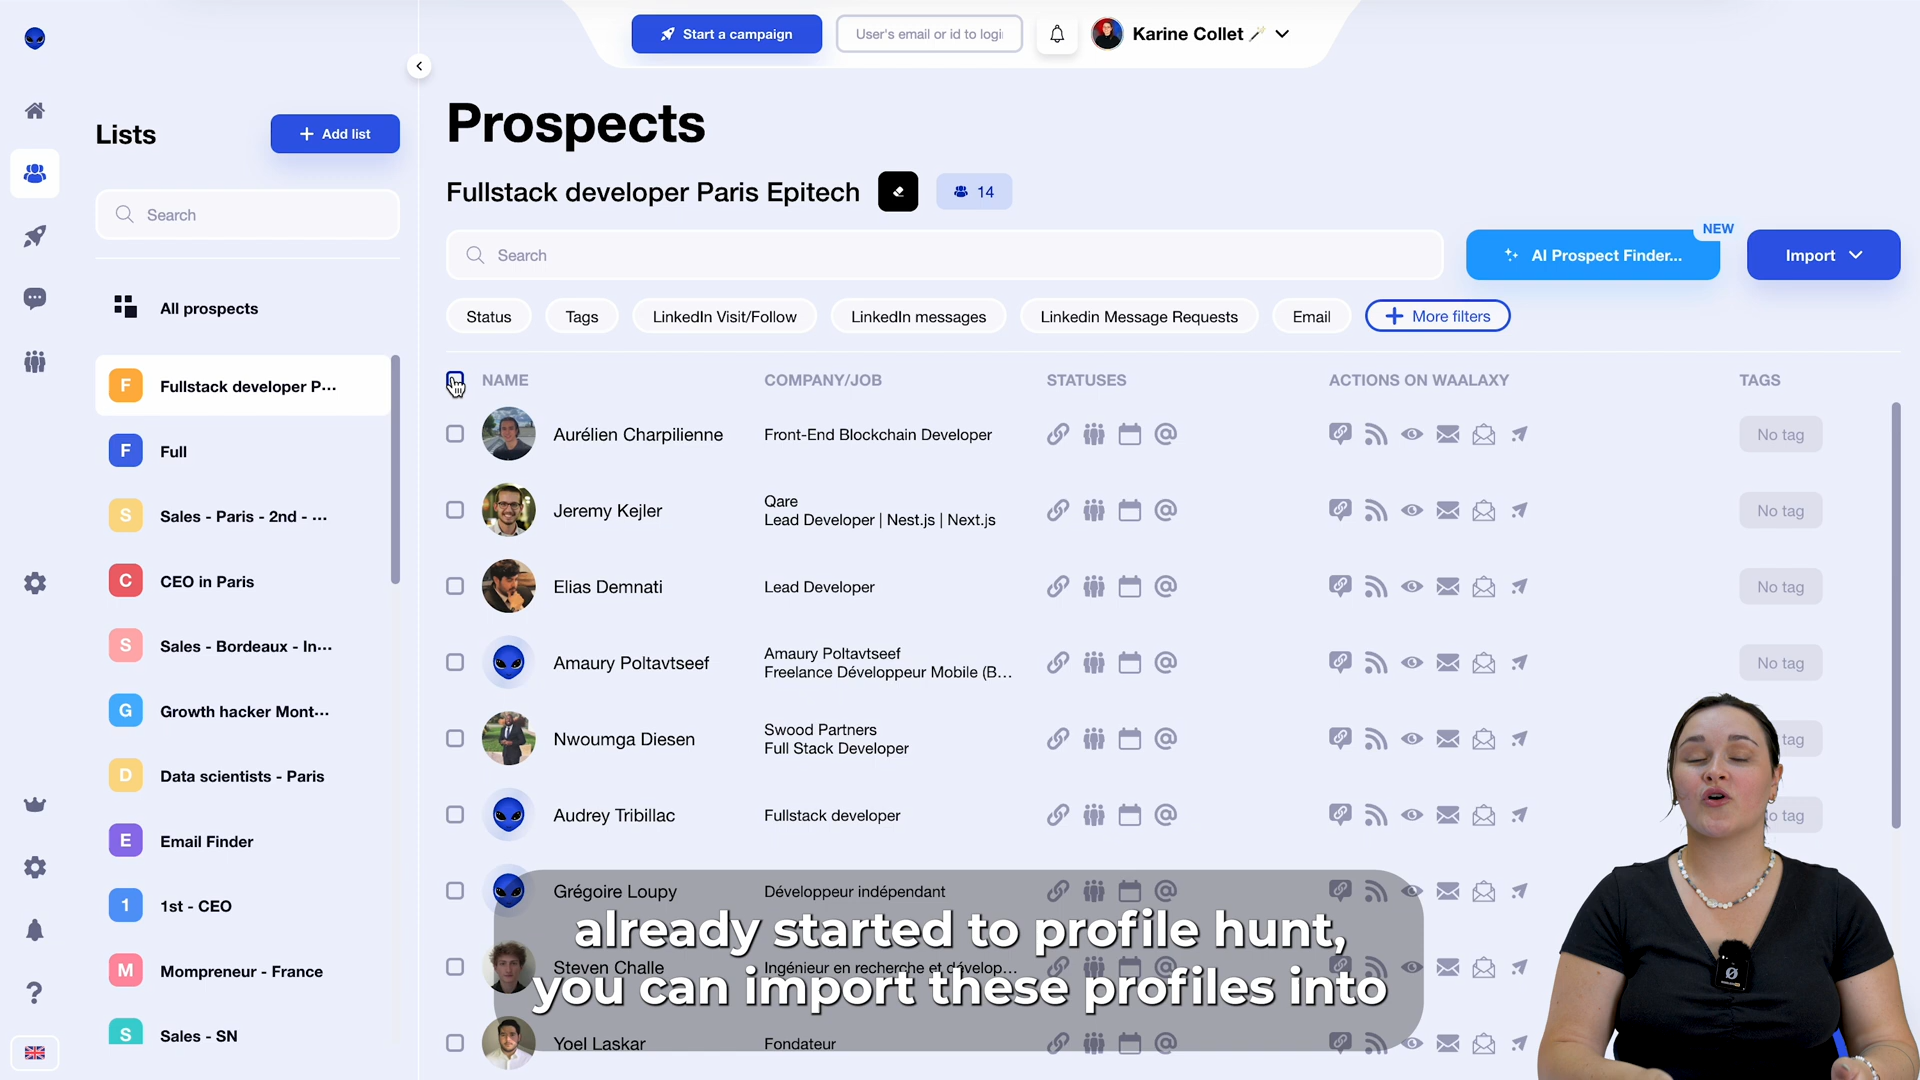 Start a campaign
User's email or id to logi
Karine Collet
Lists
+ Add list
Search
All prospects
F Fullstack developer P...
F Full
S Sales - Paris - 2nd - ...
C CEO in Paris
S Sales - Bordeaux - In...
G Growth hacker Mont...
D Data scientists - Paris
E Email Finder
1 1st - CEO
M Mompreneur - France
S Sales - SN
Prospects
Fullstack developer Paris Epitech
14
Search
AI Prospect Finder...
NEW
Import
Status
Tags
LinkedIn Visit/Follow
LinkedIn messages
Linkedin Message Requests
Email
+ More filters
NAME COMPANY/JOB STATUSES ACTIONS ON WAALAXY TAGS
Aurélien Charpilienne Front-End Blockchain Developer No tag
Jeremy Kejler Qare
Lead Developer | Nest.js | Next.js No tag
Elias Demnati Lead Developer No tag
Amaury Poltavtseef Amaury Poltavtseef
Freelance Développeur Mobile (B... No tag
Nwoumga Diesen Swood Partners
Full Stack Developer tag
Audrey Tribillac Fullstack developer o tag
Grégoire Loupy Développeur indépendant
Steven Challe Ingénieur en recherche et dévelop...
Yoel Laskar Fondateur
already started to profile hunt,
you can import these profiles into